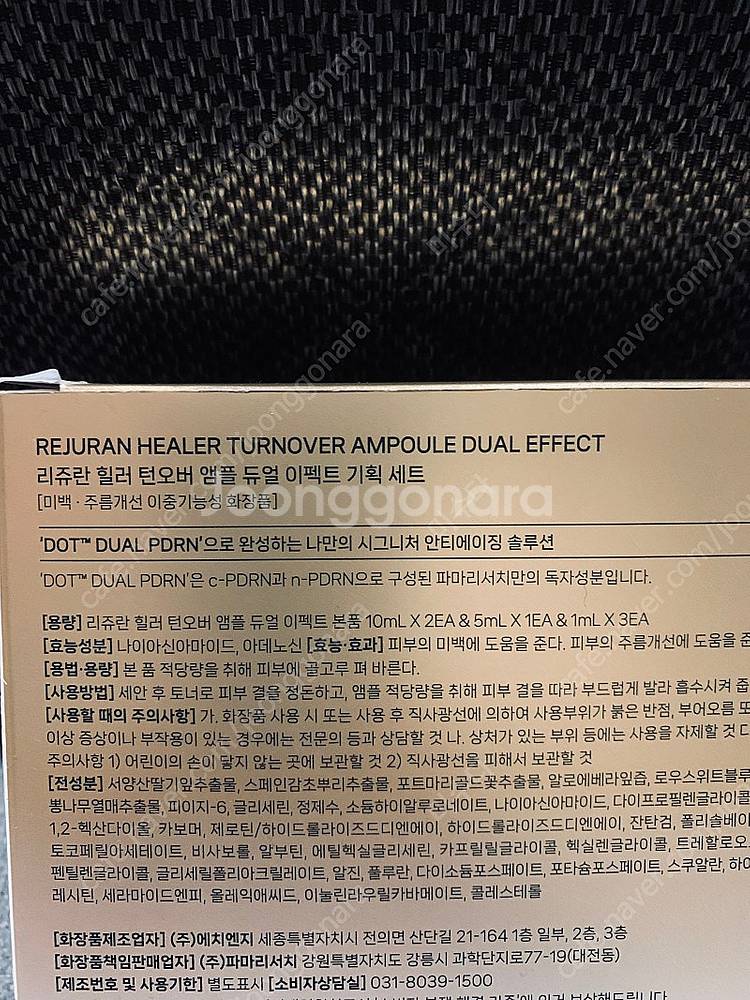 REJURAN HEALER TURNOVER AMPOULE DUAL EFFECT
리쥬란 힐러 턴오버 앰플 듀얼 이펙트 기획 세트
[미백 · 주름개선 이중기능성 화장품]
Joonggonara
'DOT™ DUAL PDRN'으로 완성하는 나만의 시그니처 안티에이징 솔루션
'DOT™ DUAL PDRN'은 c-PDRN과 n-PDRN으로 구성된 파마리서치만의 독자성분입니다.
[용량] 리쥬란 힐러 턴오버 앰플 듀얼 이펙트 본품 10mL X 2EA & 5mL X 1EA & 1mL X 3EA
[효능성분] 나이아신아마이드, 아데노신 [효능·효과] 피부의 미백에 도움을 준다. 피부의 주름개선에 도움을 준
[용법·용량] 본 품 적당량을 취해 피부에 골고루 펴 바른다.
[사용방법] 세안 후 토너로 피부 결을 정돈하고, 앰플 적당량을 취해 피부 결을 따라 부드럽게 발라 흡수시켜 줍
[사용할 때의 주의사항] 가. 화장품 사용 시 또는 사용 후 직사광선에 의하여 사용부위가 붉은 반점, 부어오름 또
이상 증상이나 부작용이 있는 경우에는 전문의 등과 상담할 것 나. 상처가 있는 부위 등에는 사용을 자제할 것 다
주의사항 1) 어린이의 손이 닿지 않는 곳에 보관할 것 2) 직사광선을 피해서 보관할 것
[전성분] 서양산딸기잎추출물, 스페인감초뿌리추출물, 포트마리골드꽃추출물, 알로에베라잎즙, 로우스위트블루
뽕나무열매추출물, 피이지-6, 글리세린, 정제수, 소듐하이알루로네이트, 나이아신아마이드, 다이프로필렌글라이콜
1,2-헥산다이올, 카보머, 제로틴/하이드롤라이즈드디엔에이, 하이드롤라이즈드디엔에이, 잔탄검, 폴리솔베이
토코페릴아세테이트, 비사보롤, 알부틴, 에틸헥실글리세린, 카프릴릴글라이콜, 헥실렌글라이콜, 트레할로오
펜틸렌글라이콜, 글리세릴폴리아크릴레이트, 알진, 풀루란, 다이소듐포스페이트, 포타슘포스페이트, 스쿠알란, 하이
레시틴, 세라마이드엔피, 올레익애씨드, 이눌린라우릴카바메이트, 콜레스테롤
[화장품제조업자] (주)에치엔지 세종특별자치시 전의면 산단길 21-164 1층 일부, 2층, 3층
[화장품책임판매업자] (주)파마리서치 강원특별자치도 강릉시 과학단지로77-19(대전동)
[제조번호 및 사용기한] 별도표시 [소비자상담실] 031-8039-1500